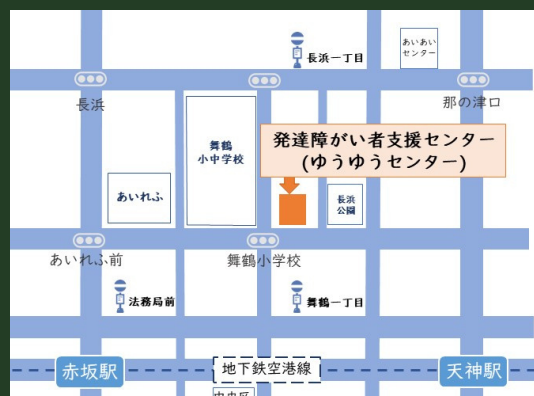 あいあい
センター
長浜一丁目
長浜
那の津口
発達障がい者支援センター
(ゆうゆうセンター)
舞鶴
小中学校
あいれふ
長浜
公園
あいれふ前
舞鶴小学校
法務局前
舞鶴一丁目
赤坂駅
地下鉄空港線
天神駅
中央区